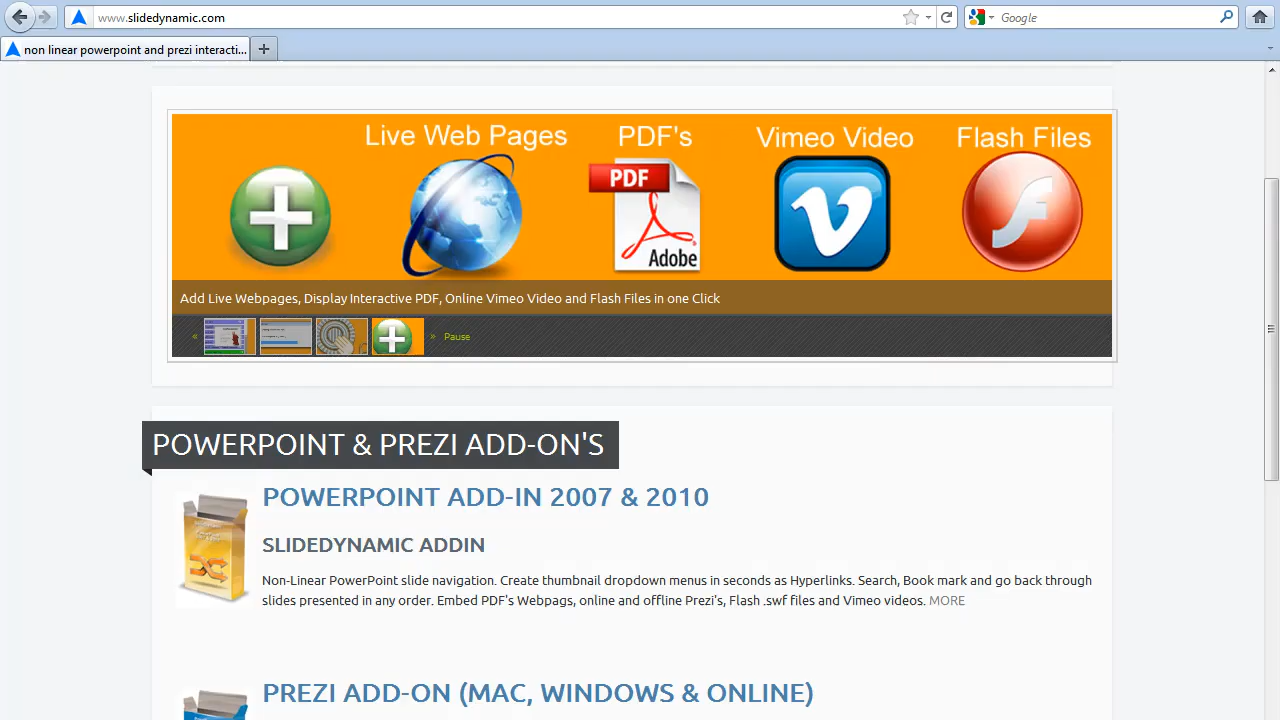 www.slidedynamic.com
Google
non linear powerpoint and prezi interacti...
Live Web Pages
PDF's
Vimeo Video
Flash Files
PDF
Adobe
Add Live Webpages, Display Interactive PDF, Online Vimeo Video and Flash Files in one Click
« » Pause
POWERPOINT & PREZI ADD-ON'S
POWERPOINT ADD-IN 2007 & 2010
SLIDEDYNAMIC ADDIN
Non-Linear PowerPoint slide navigation. Create thumbnail dropdown menus in seconds as Hyperlinks. Search, Book mark and go back through
slides presented in any order. Embed PDF's Webpags, online and offline Prezi's, Flash .swf files and Vimeo videos. MORE
PREZI ADD-ON (MAC, WINDOWS & ONLINE)